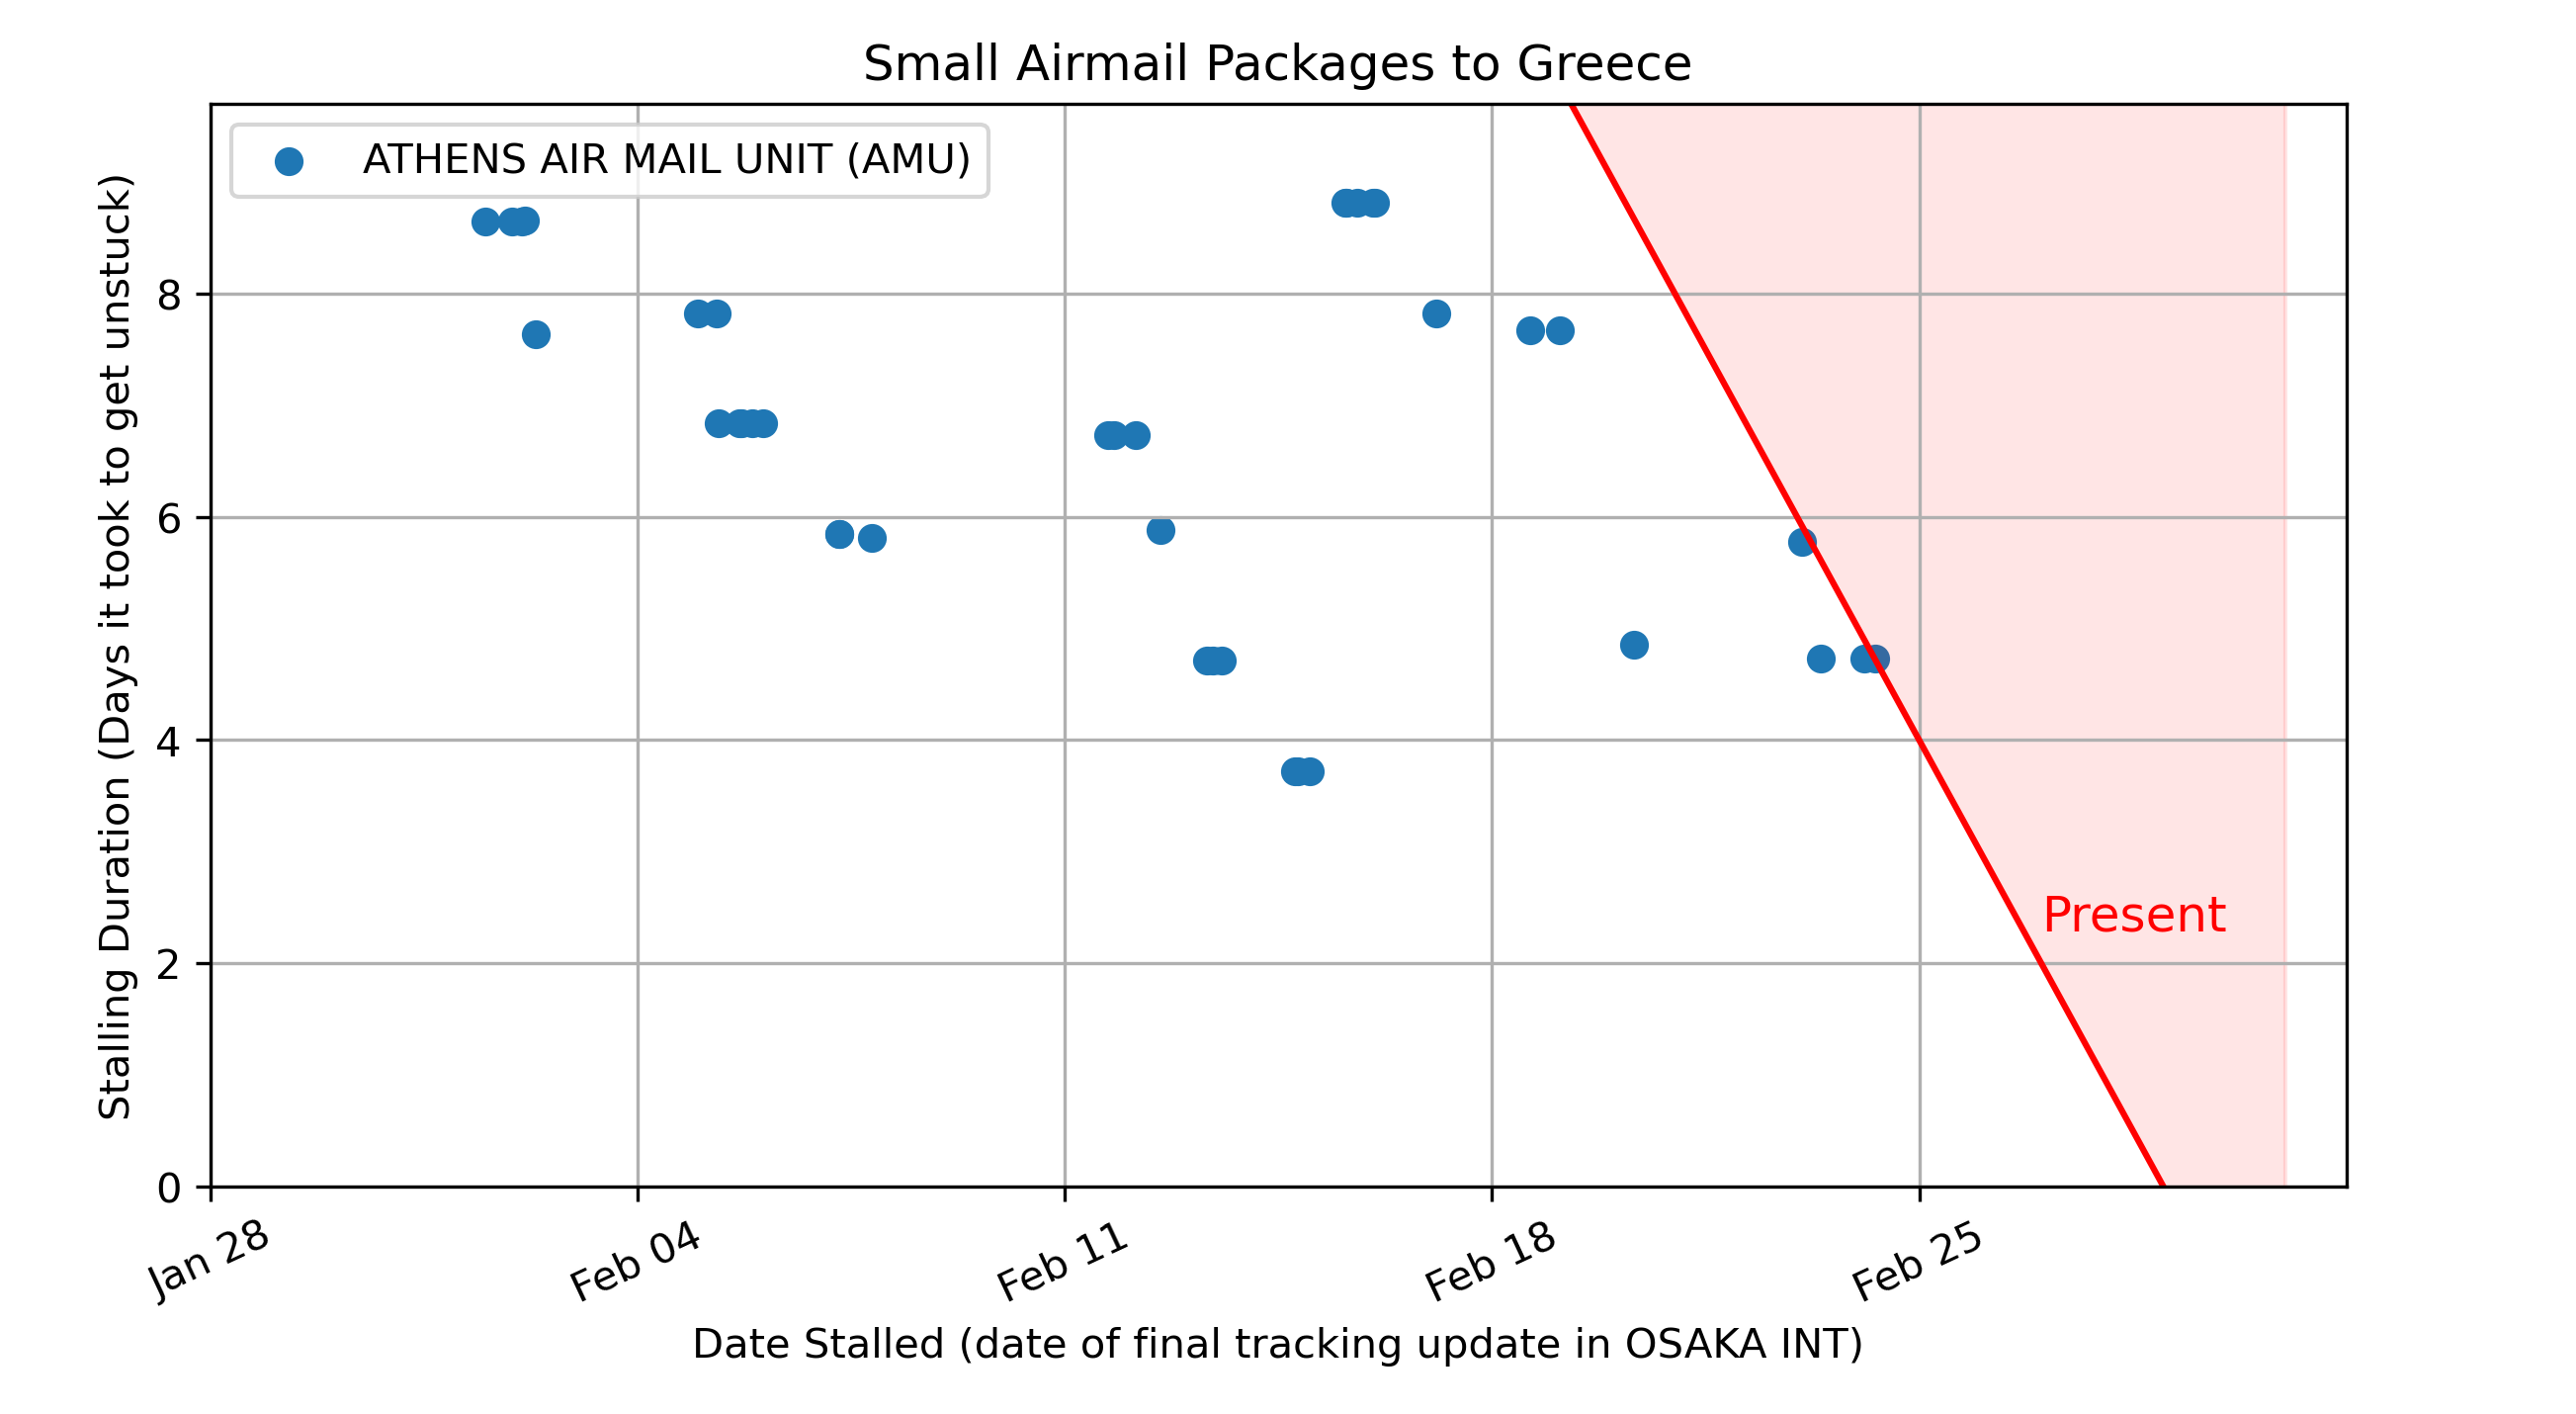 Small Airmail Packages to Greece
ATHENS AIR MAIL UNIT (AMU)
Stalling Duration (Days it took to get unstuck)
8
6
4
2
0
Present
Jan 28
Feb 04
Feb 11
Feb 18
Feb 25
Date Stalled (date of final tracking update in OSAKA INT)